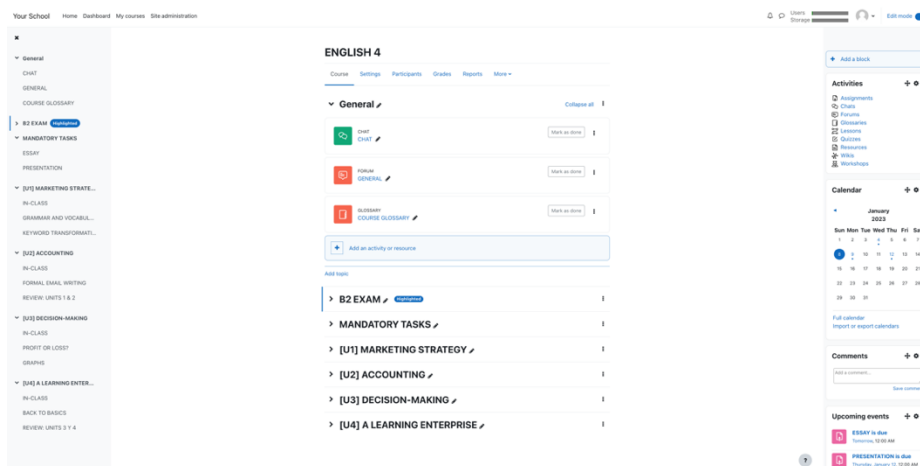 Your School Home Dashboard My courses Site administration
Users
Storage
Edit mode
General
CHAT
GENERAL
COURSE GLOSSARY
B2 EXAM Highlighted
MANDATORY TASKS
ESSAY
PRESENTATION
[U1] MARKETING STRATE...
IN-CLASS
GRAMMAR AND VOCABUL...
KEYWORD TRANSFORMATI...
[U2] ACCOUNTING
IN-CLASS
FORMAL EMAIL WRITING
REVIEW: UNITS 1 & 2
[U3] DECISION-MAKING
IN-CLASS
PROFIT OR LOSS?
GRAPHS
[U4] A LEARNING ENTER...
IN-CLASS
BACK TO BASICS
REVIEW: UNITS 3 Y 4
ENGLISH 4
Course Settings Participants Grades Reports More
General Collapse all
CHAT
CHAT Mark as done
FORUM
GENERAL Mark as done
GLOSSARY
COURSE GLOSSARY Mark as done
+ Add an activity or resource
Add topic
B2 EXAM Highlighted
MANDATORY TASKS
[U1] MARKETING STRATEGY
[U2] ACCOUNTING
[U3] DECISION-MAKING
[U4] A LEARNING ENTERPRISE
+ Add a block
Activities
Assignments
Chats
Forums
Glossaries
Lessons
Quizzes
Resources
Wikis
Workshops
Calendar
January
2023
Sun Mon Tue Wed Thu Fri Sa
1 2 3 4 5 6 7
8 9 10 11 12 13 14
15 16 17 18 19 20 21
22 23 24 25 26 27 28
29 30 31
Full calendar
Import or export calendars
Comments
Add a comment...
Save comme
Upcoming events
ESSAY is due
Tomorrow, 12:00 AM
PRESENTATION is due
Thursday, January 12, 12:00 AM
?